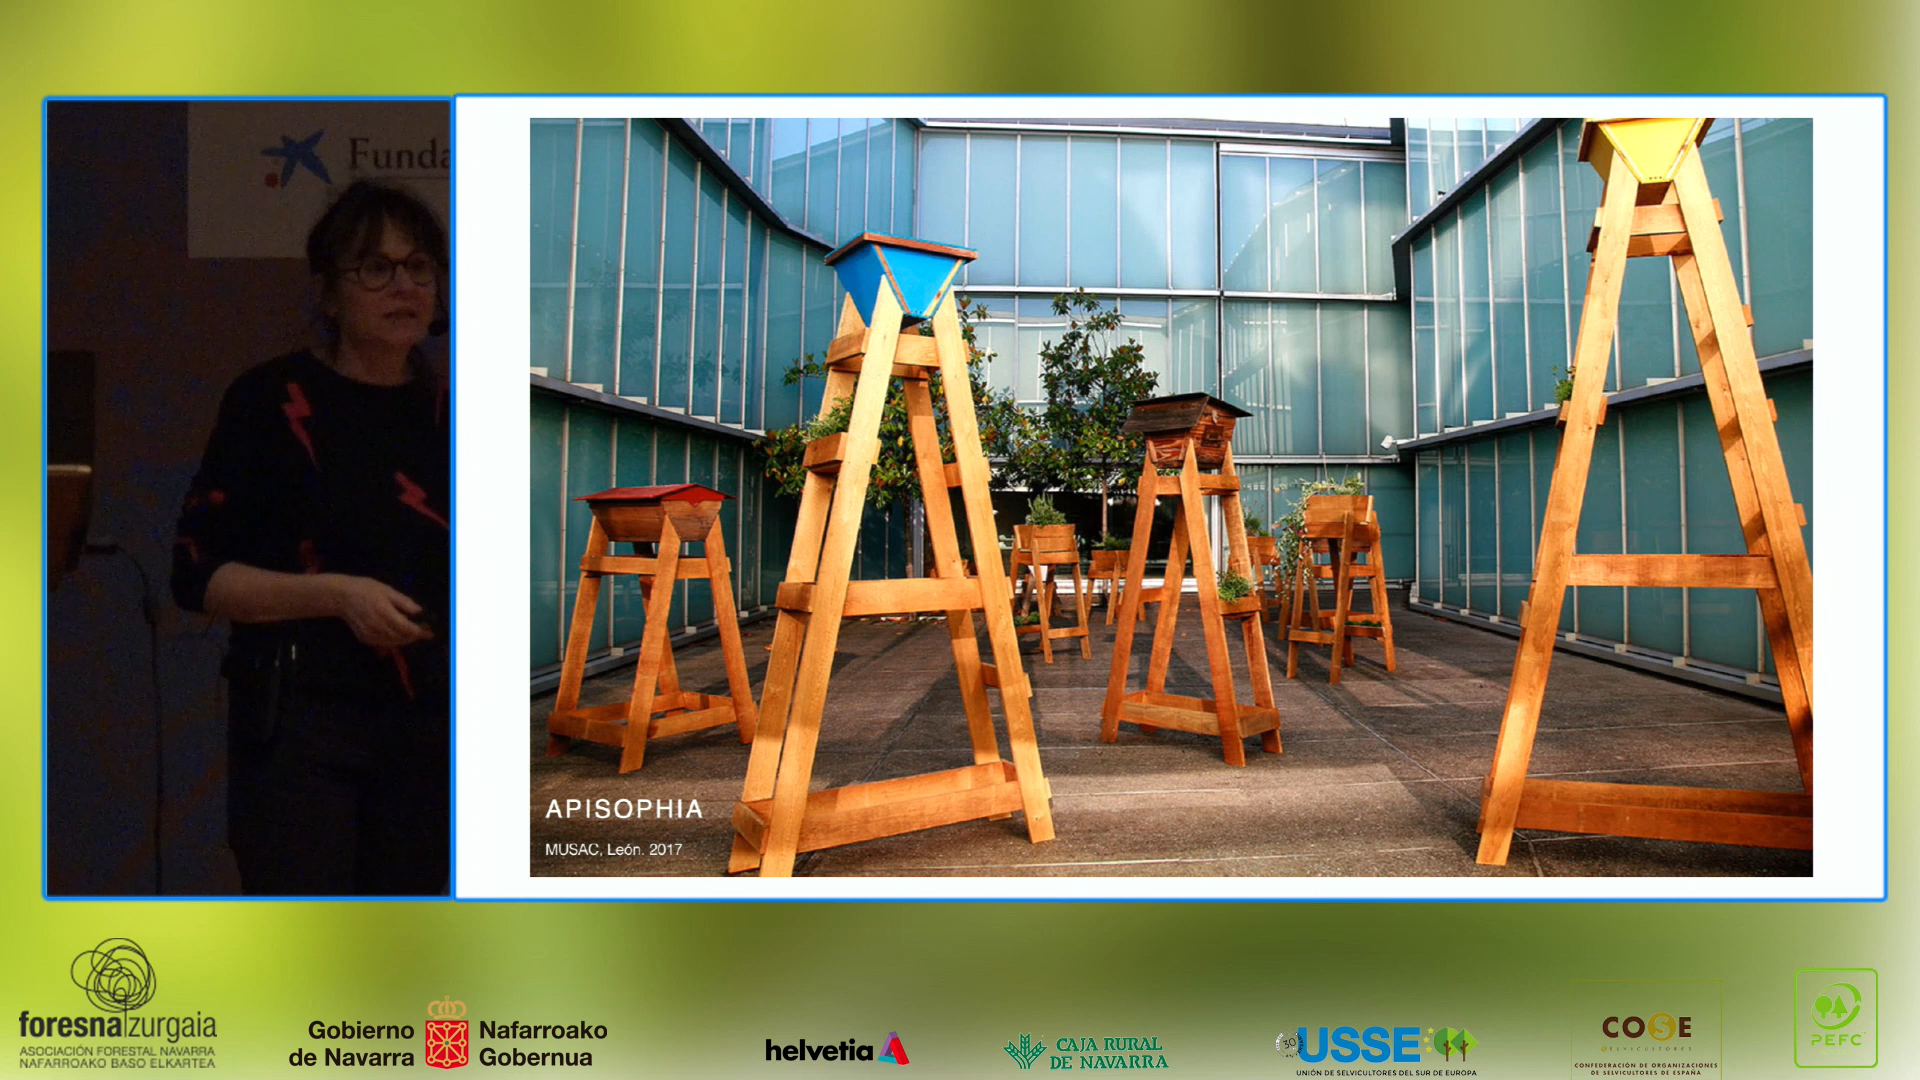 Funda
APISOPHIA
MUSAC, León. 2017
foresna zurgaia
ASOCIACIÓN FORESTAL NAVARRA
NAFARROAKO BASO ELKARTEA
Gobierno
de Navarra
Nafarroako
Gobernua
helvetia
CAJA RURAL
DE NAVARRA
30
USSE
UNIÓN DE SELVICULTORES DEL SUR DE EUROPA
COSE
SELVICULTORES
CONFEDERACIÓN DE ORGANIZACIONES
DE SELVICULTORES DE ESPAÑA
PEFC